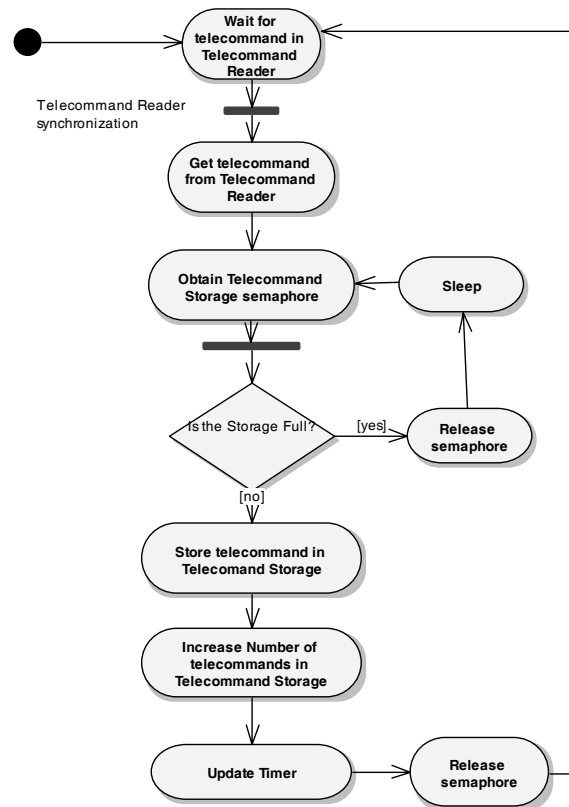 Wait for
telecommand in
Telecommand
Reader
Telecommand Reader
synchronization
Get telecommand
from Telecommand
Reader
Obtain Telecommand
Storage semaphore
Sleep
Is the Storage Full?
[yes]
Release
semaphore
[no]
Store telecommand in
Telecomand Storage
Increase Number of
telecommands in
Telecommand Storage
Update Timer
Release
semaphore